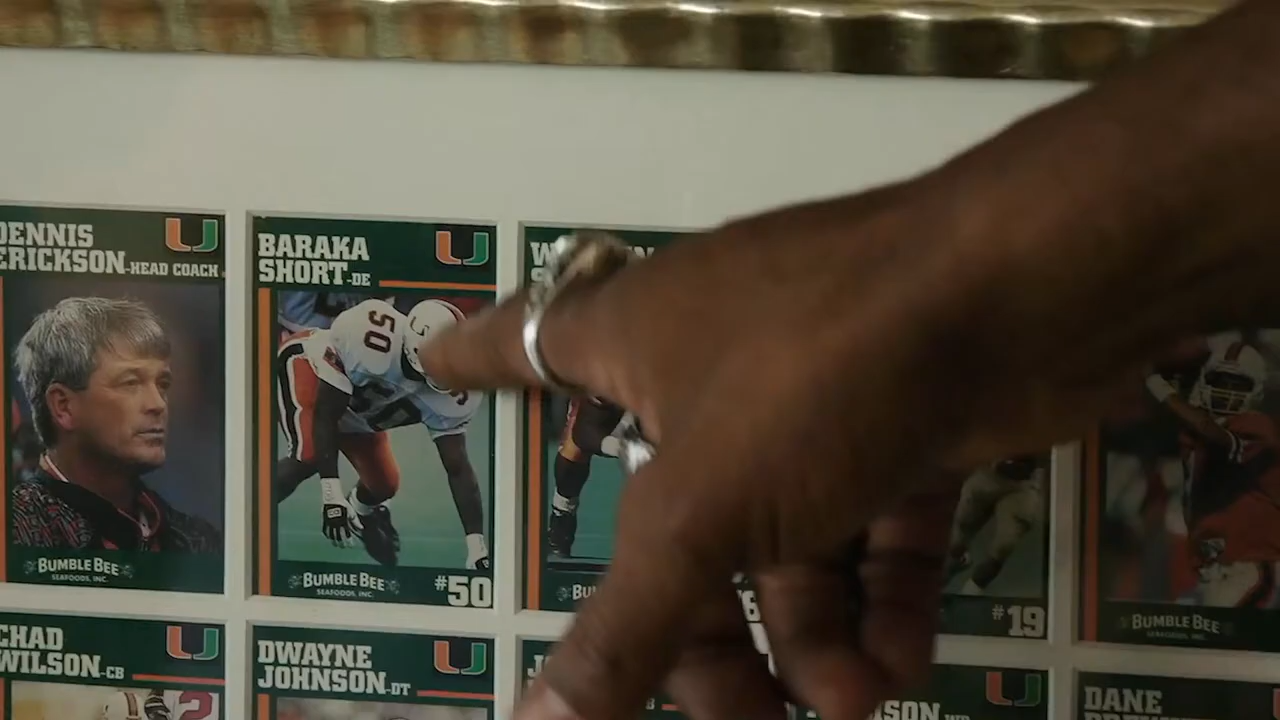 DENNIS
ERICKSON-HEAD COACH
BARAKA
SHORT-DE
50
BUMBLE BEE
SEAFOODS, INC.
BUMBLE BEE
SEAFOODS, INC.
#50
#19
BUMBLE BEE
SEAFOODS, INC.
CHAD
WILSON-CB
DWAYNE
JOHNSON-DT
DANE